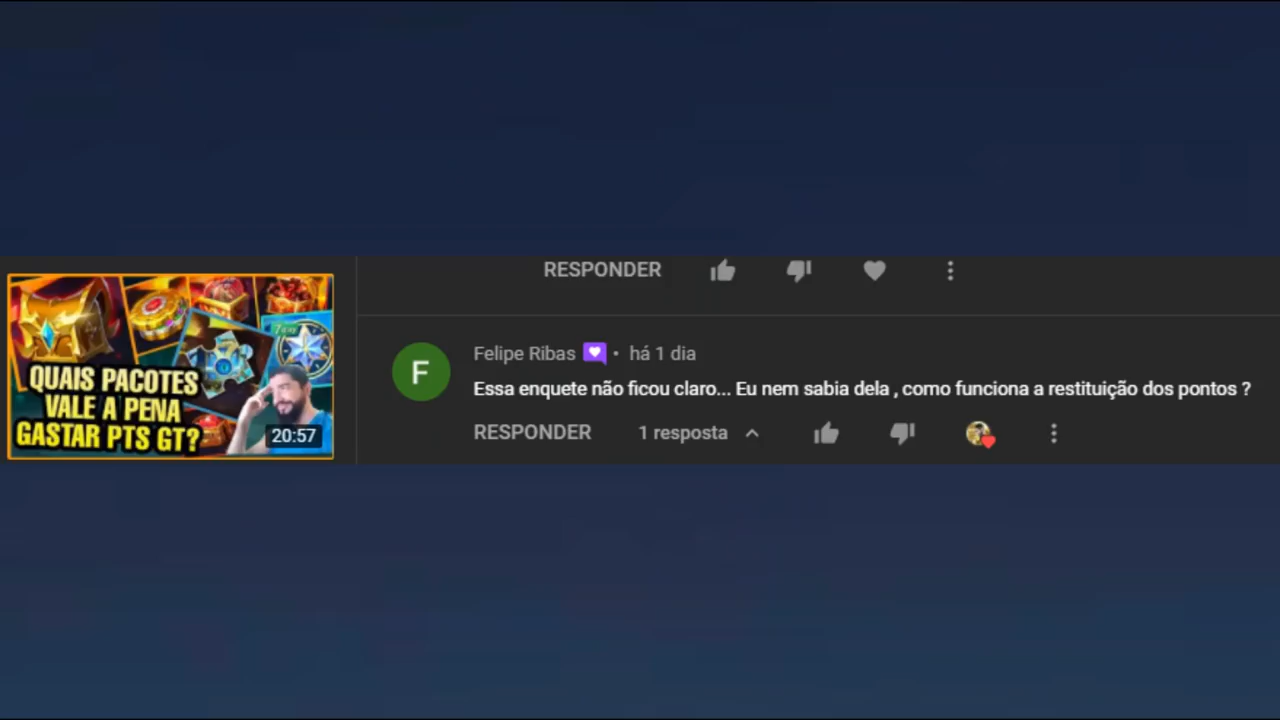 RESPONDER
Felipe Ribas • há 1 dia
Essa enquete não ficou claro... Eu nem sabia dela , como funciona a restituição dos pontos ?
RESPONDER 1 resposta
F
QUAIS PACOTES
VALE A PENA
GASTAR PTS GT?
20:57